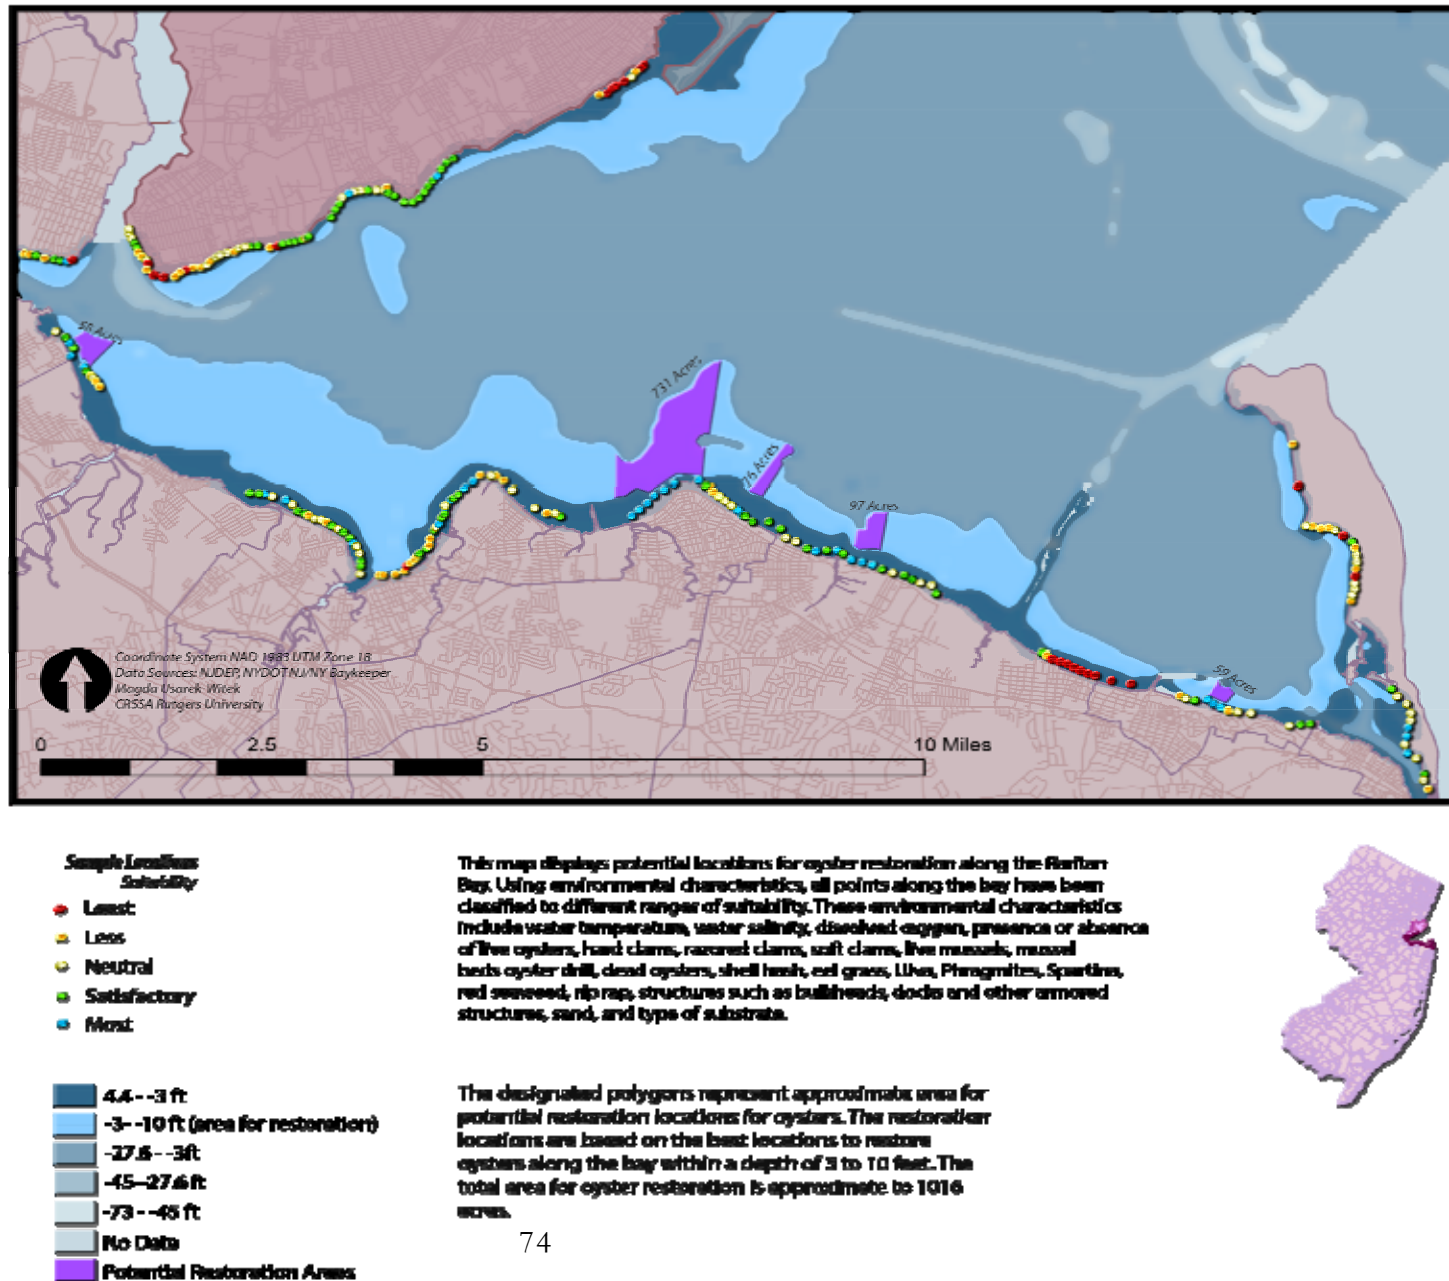 58 Acres
731 Acres
216 Acres
97 Acres
59 Acres
Coordinate System NAD 1983 UTM Zone 18
Data Sources: NJDEP, NYDOT NJ/NY Baykeeper
Magda Usarek Witek
CRSSA Rutgers University
0 2.5 5 10 Miles
Sample Locations
Suitability
Least
Less
Neutral
Satisfactory
Most
4.4 - -3 ft
-3- -10 ft (area for restoration)
-27.6 - -3ft
-45--27.6 ft
-73 - -45 ft
No Data
Potential Restoration Areas
This map displays potential locations for oyster restoration along the Raritan
Bay. Using environmental characteristics, all points along the bay have been
classified to different ranges of suitability. These environmental characteristics
include water temperature, water salinity, dissolved oxygen, presence or absence
of live oysters, hard clams, razored clams, soft clams, live mussels, mussel
beds oyster drill, dead oysters, shell hash, eel grass, Ulva, Phragmites, Spartina,
red seaweed, rip rap, structures such as bulkheads, docks and other armored
structures, sand, and type of substrate.
The designated polygons represent approximate area for
potential restoration locations for oysters. The restoration
locations are based on the best locations to restore
oysters along the bay within a depth of 3 to 10 feet. The
total area for oyster restoration is approximate to 1016
acres.
74